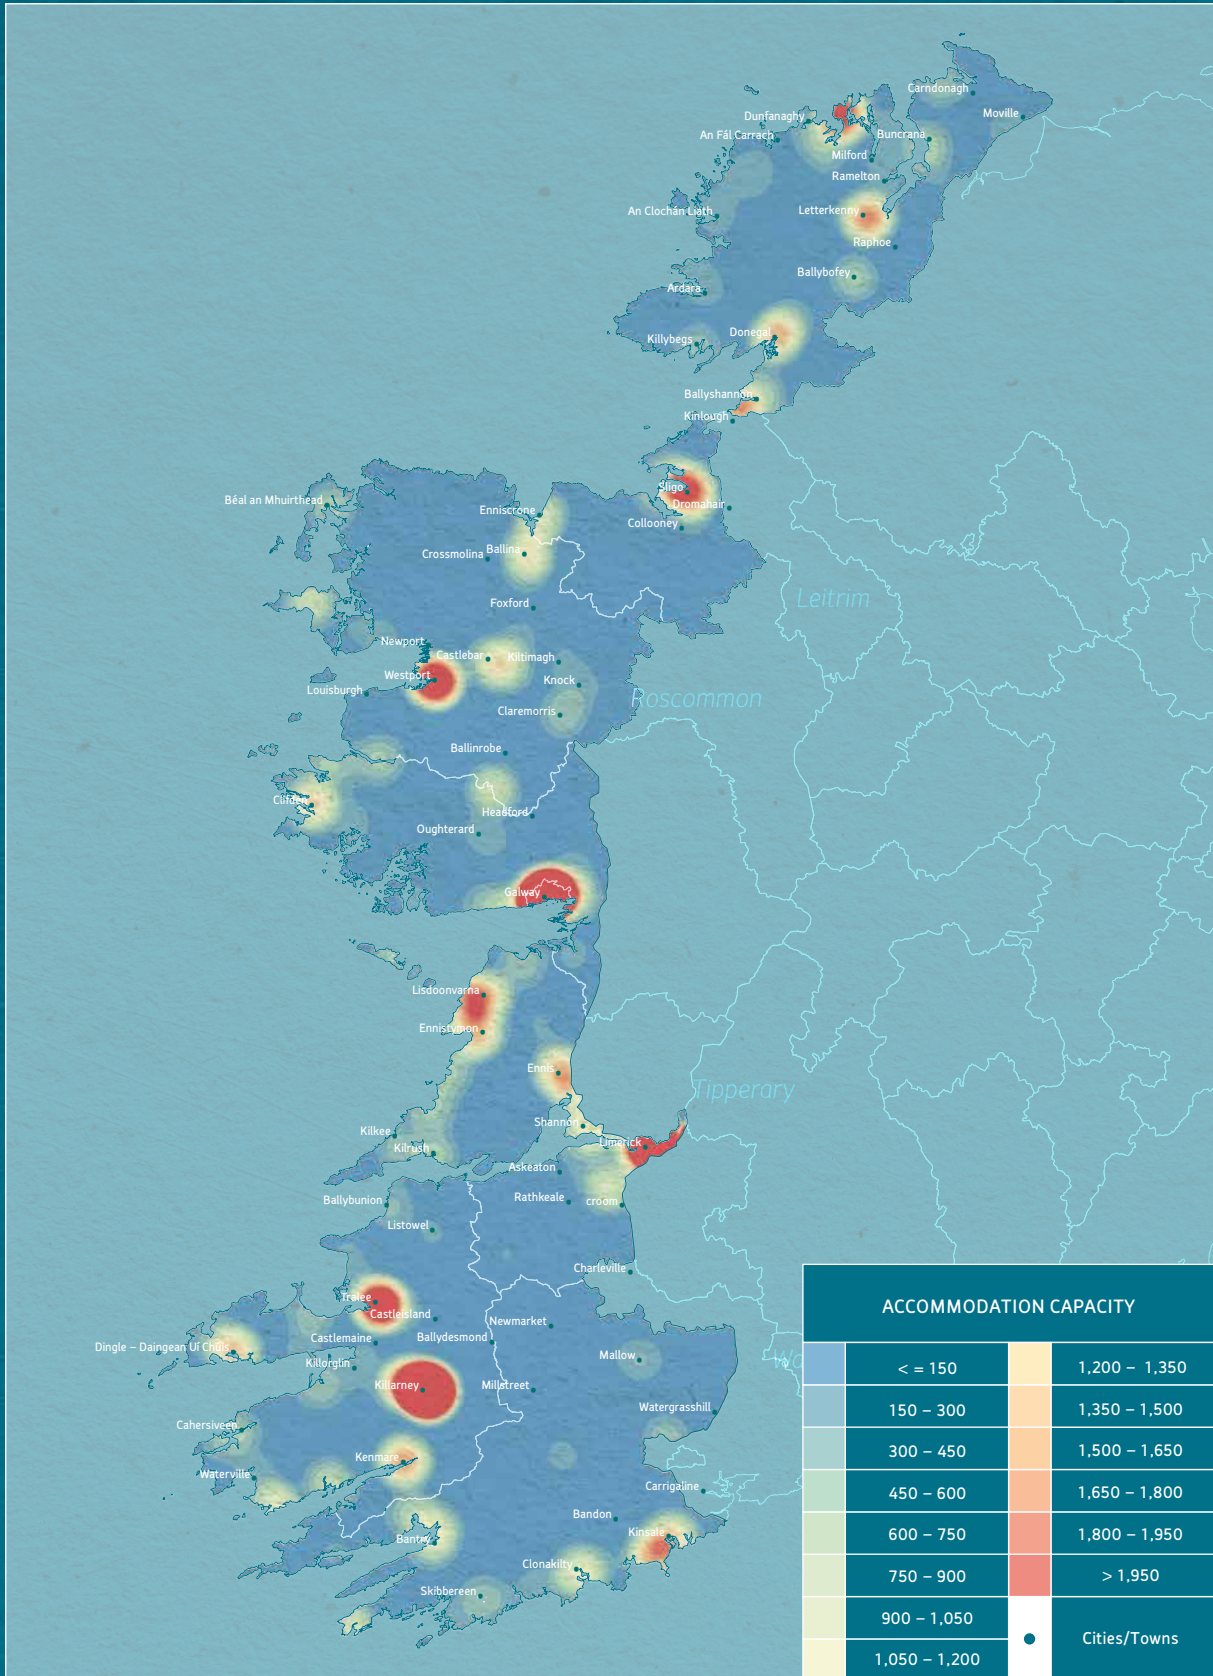 Carndonagh
Moville
Dunfanaghy
An Fál Carrach
Buncrana
Milford
Ramelton
An Clochán Liath
Letterkenny
Raphoe
Ballybofey
Ardara
Donegal
Killybegs
Ballyshannon
Kinlough
Sligo
Béal an Mhuirthead
Dromahair
Enniscrone
Collooney
Crossmolina
Ballina
Leitrim
Foxford
Newport
Castlebar
Kiltimagh
Westport
Knock
Louisburgh
Roscommon
Claremorris
Ballinrobe
Clifden
Headford
Oughterard
Galway
Lisdoonvarna
Ennistymon
Ennis
Tipperary
Shannon
Kilkee
Limerick
Kilrush
Askeaton
Ballybunion
Rathkeale
croom
Listowel
Charleville
Tralee
Castleisland
Newmarket
Castlemaine
Ballydesmond
Dingle – Daingean Uí Chúis
Mallow
Killorglin
Killarney
Millstreet
Watergrasshill
Cahersiveen
Kenmare
Waterville
Carrigaline
Bandon
Kinsale
Bantry
Clonakilty
Skibbereen
ACCOMMODATION CAPACITY
< = 150
1,200 – 1,350
150 – 300
1,350 – 1,500
300 – 450
1,500 – 1,650
450 – 600
1,650 – 1,800
600 – 750
1,800 – 1,950
750 – 900
> 1,950
900 – 1,050
Cities/Towns
1,050 – 1,200